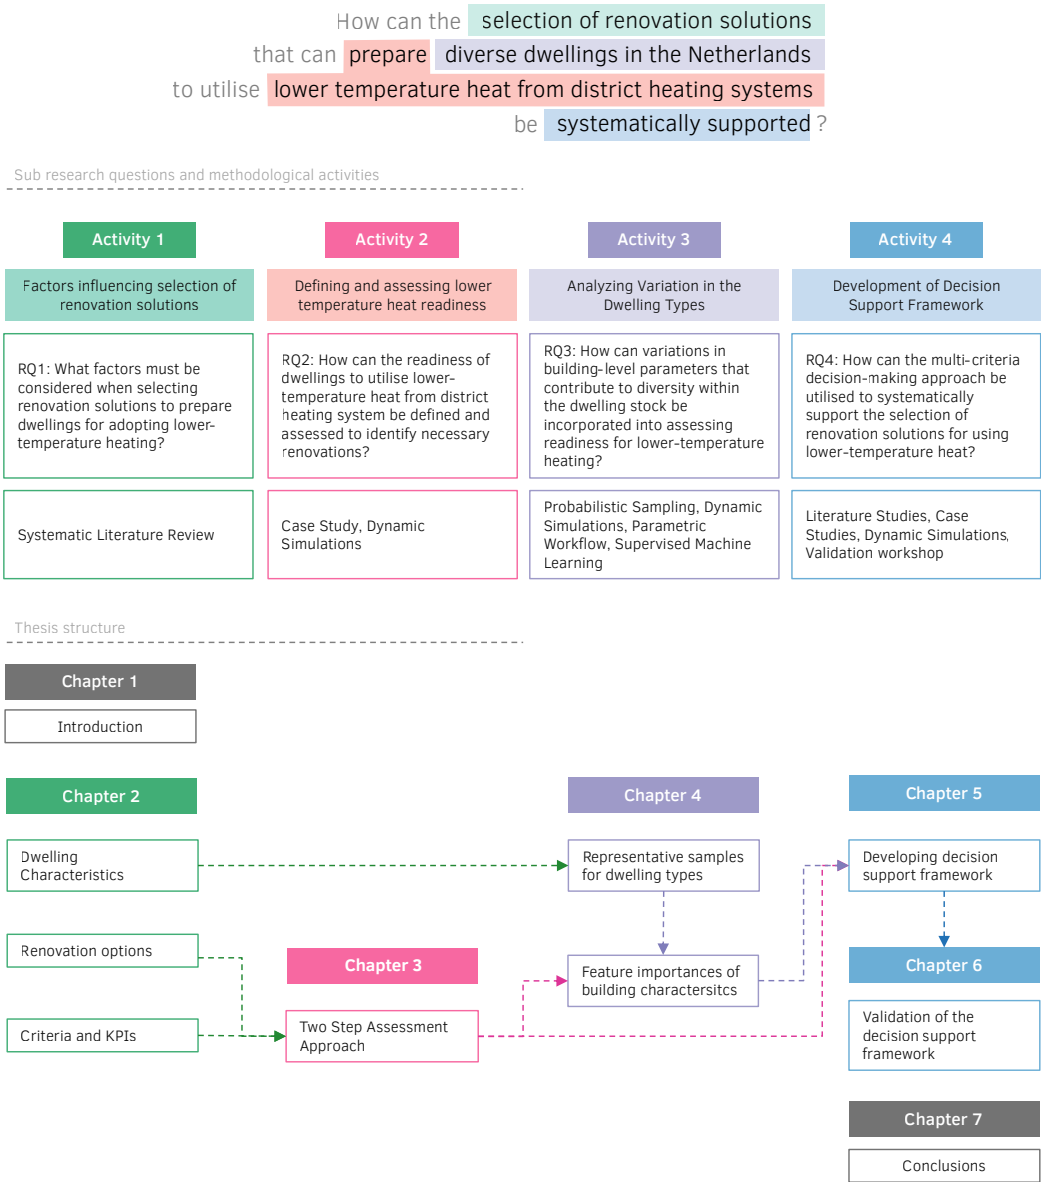 How can the selection of renovation solutions
that can prepare diverse dwellings in the Netherlands
to utilise lower temperature heat from district heating systems
be systematically supported ?
Sub research questions and methodological activities
Activity 1
Factors influencing selection of
renovation solutions
RQ1: What factors must be
considered when selecting
renovation solutions to prepare
dwellings for adopting lower-
temperature heating?
Systematic Literature Review
Activity 2
Defining and assessing lower
temperature heat readiness
RQ2: How can the readiness of
dwellings to utilise lower-
temperature heat from district
heating system be defined and
assessed to identify necessary
renovations?
Case Study, Dynamic
Simulations
Activity 3
Analyzing Variation in the
Dwelling Types
RQ3: How can variations in
building-level parameters that
contribute to diversity within
the dwelling stock be
incorporated into assessing
readiness for lower-temperature
heating?
Probabilistic Sampling, Dynamic
Simulations, Parametric
Workflow, Supervised Machine
Learning
Activity 4
Development of Decision
Support Framework
RQ4: How can the multi-criteria
decision-making approach be
utilised to systematically
support the selection of
renovation solutions for using
lower-temperature heat?
Literature Studies, Case
Studies, Dynamic Simulations,
Validation workshop
Thesis structure
Chapter 1
Introduction
Chapter 2
Dwelling
Characteristics
Renovation options
Criteria and KPIs
Chapter 3
Two Step Assessment
Approach
Chapter 4
Representative samples
for dwelling types
Feature importances of
building charactersitcs
Chapter 5
Developing decision
support framework
Chapter 6
Validation of the
decision support
framework
Chapter 7
Conclusions